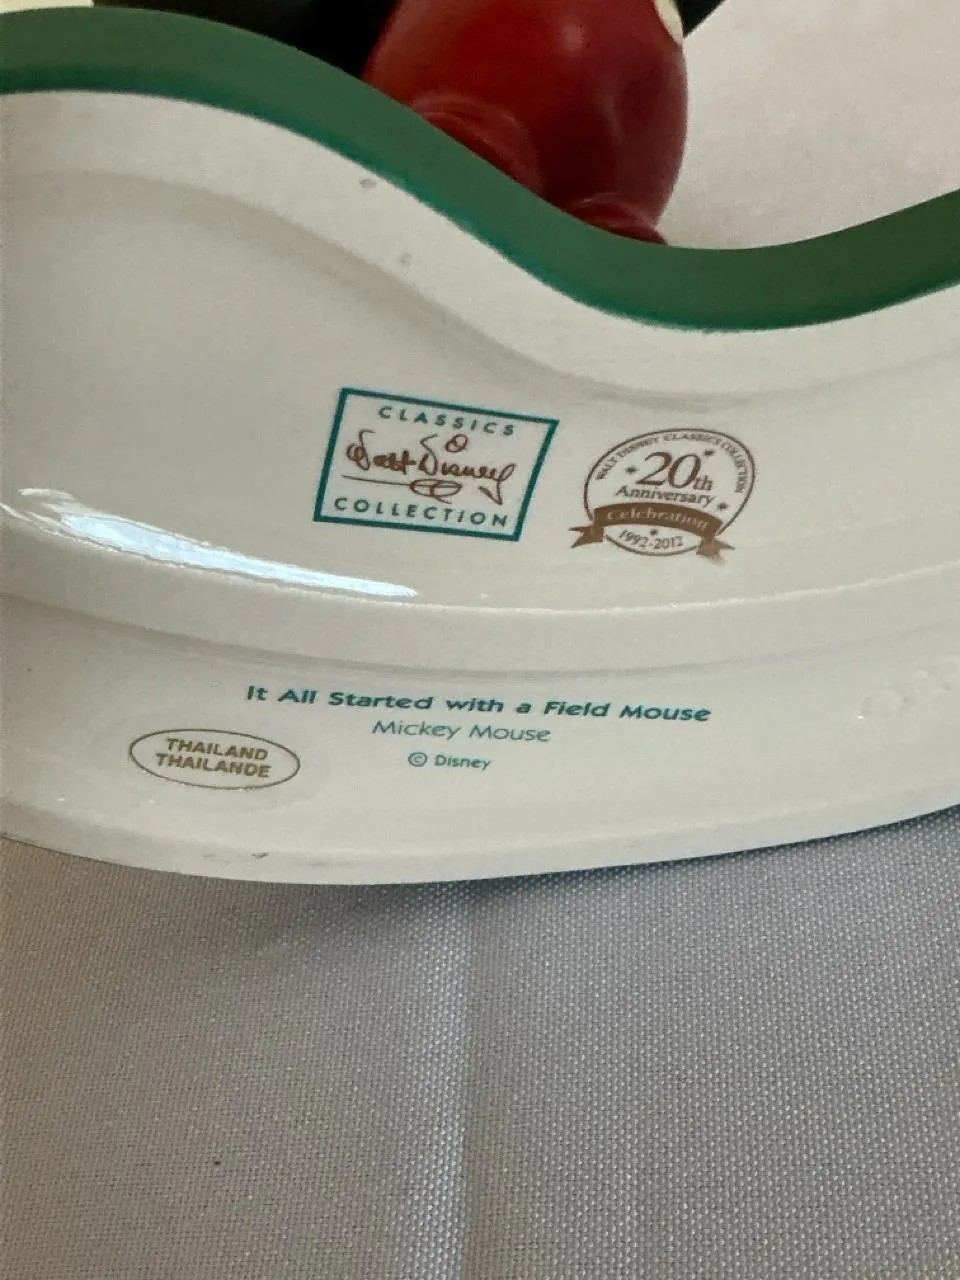 CLASSICS
Walt Disney
COLLECTION
WALT DISNEY CLASSICS COLLECTION
20th
Anniversary
Celebration
1992-2012
It All Started with a Field Mouse
Mickey Mouse
© Disney
THAILAND
THAILANDE